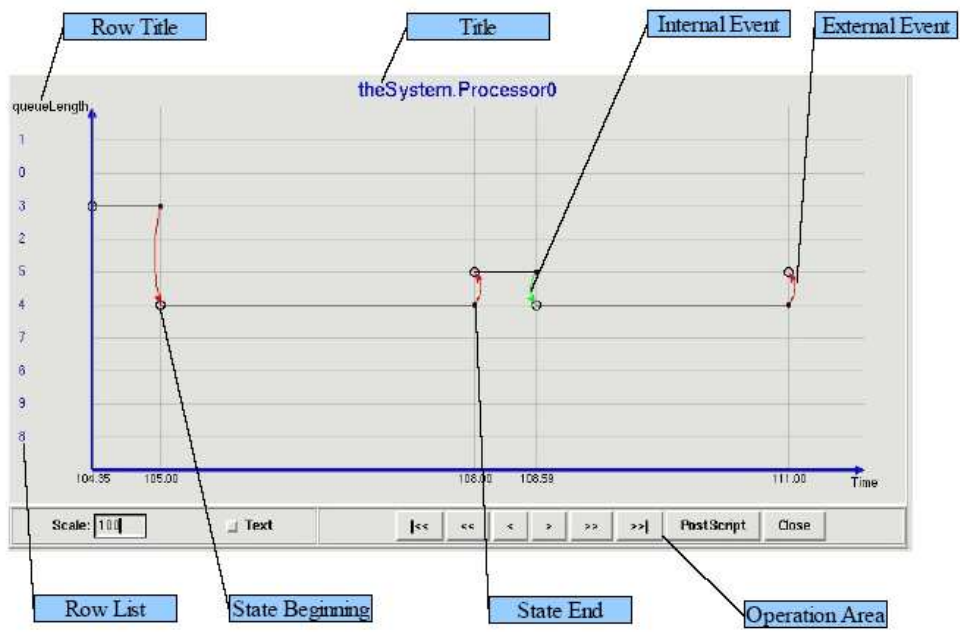 Row Title
Title
Internal Event
External Event
theSystem.Processor0
queueLength
1
0
3
2
5
4
7
6
9
8
104.35 105.00 108.00 108.59 111.00
Time
Scale: 100 Text |<< << < > >> >>| PostScript Close
Row List
State Beginning
State End
Operation Area